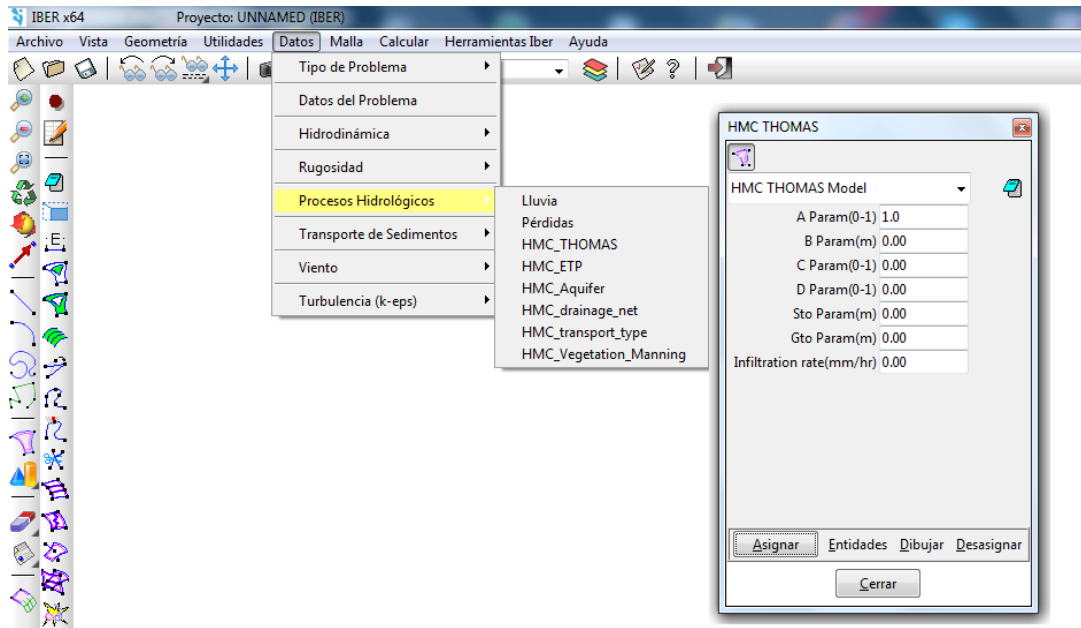 IBER x64 Proyecto: UNNAMED (IBER)
Archivo Vista Geometría Utilidades Datos Malla Calcular Herramientas Iber Ayuda
Tipo de Problema
Datos del Problema
Hidrodinámica
Rugosidad
Procesos Hidrológicos
Transporte de Sedimentos
Viento
Turbulencia (k-eps)
Lluvia
Pérdidas
HMC_THOMAS
HMC_ETP
HMC_Aquifer
HMC_drainage_net
HMC_transport_type
HMC_Vegetation_Manning
HMC THOMAS
HMC THOMAS Model
A Param(0-1) 1.0
B Param(m) 0.00
C Param(0-1) 0.00
D Param(0-1) 0.00
Sto Param(m) 0.00
Gto Param(m) 0.00
Infiltration rate(mm/hr) 0.00
Asignar Entidades Dibujar Desasignar
Cerrar
:E: